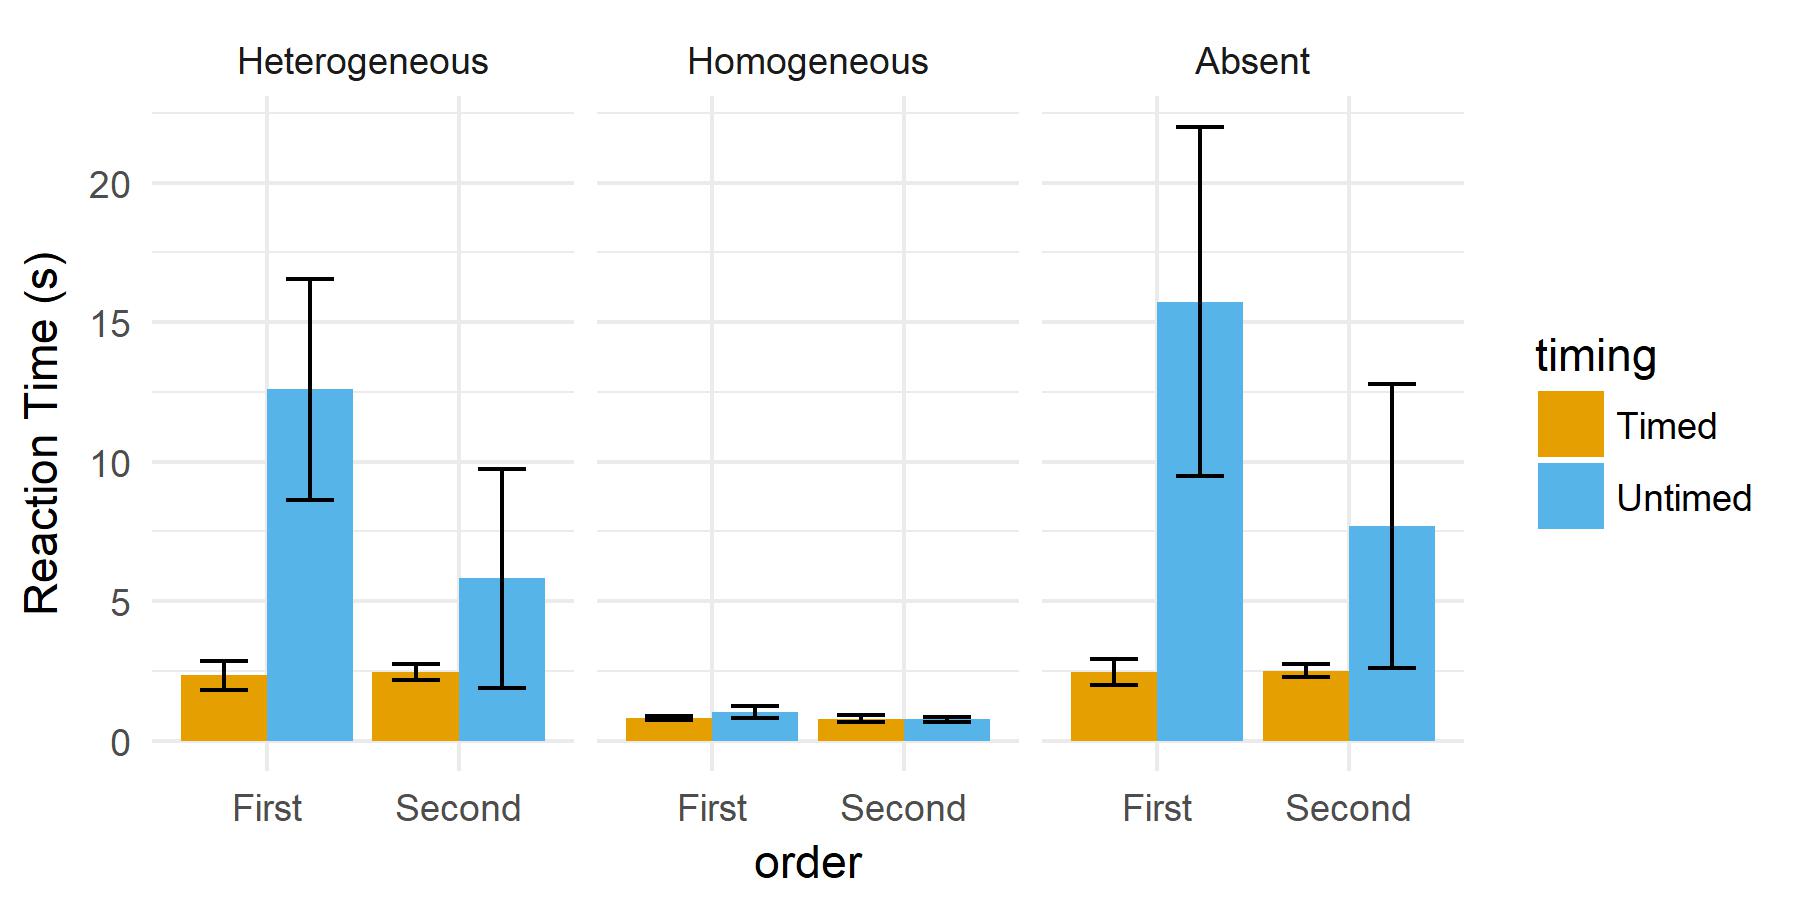 Heterogeneous Homogeneous Absent
Reaction Time (s)
20
15
10
5
0
First Second First Second First Second
order
timing
Timed
Untimed